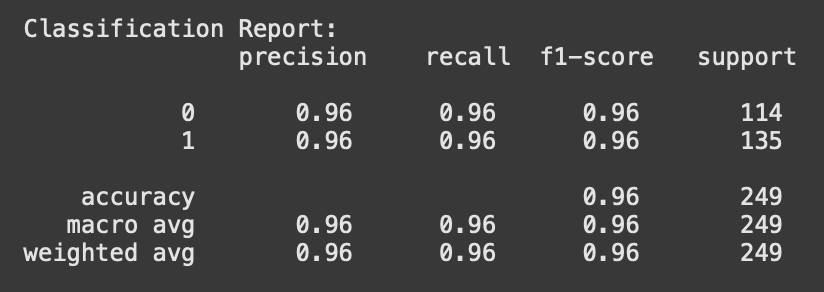 Classification Report:
precision recall f1-score support
0 0.96 0.96 0.96 114
1 0.96 0.96 0.96 135
accuracy 0.96 249
macro avg 0.96 0.96 0.96 249
weighted avg 0.96 0.96 0.96 249